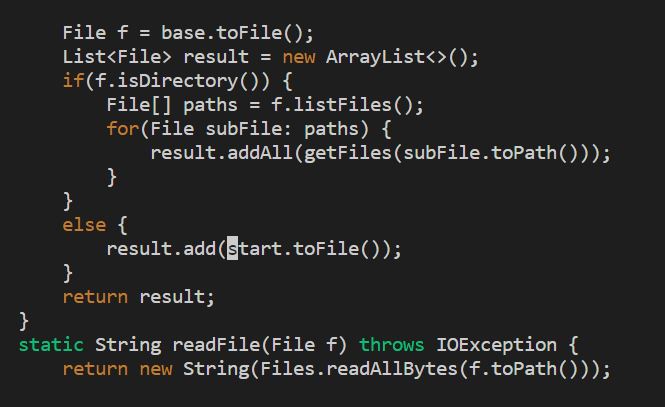 File f = base.toFile();
List<File> result = new ArrayList<>();
if(f.isDirectory()) {
File[] paths = f.listFiles();
for(File subFile: paths) {
result.addAll(getFiles(subFile.toPath()));
}
}
else {
result.add(start.toFile());
}
return result;
}
static String readFile(File f) throws IOException {
return new String(Files.readAllBytes(f.toPath()));